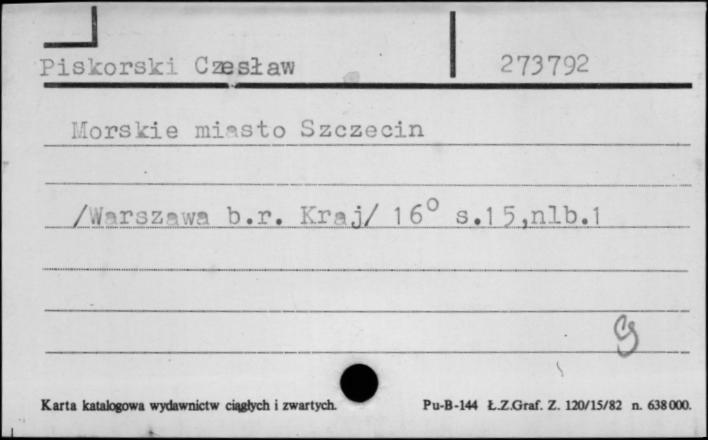 Piskorski Czesław 273792
Morskie miasto Szczecin
/Warszawa b.r. Kraj/ 16° s.15,nlb.1
Karta katalogowa wydawnictw ciągłych i zwartych. Pu-B-144 Ł.Z.Graf. Z. 120/15/82 n. 638000.